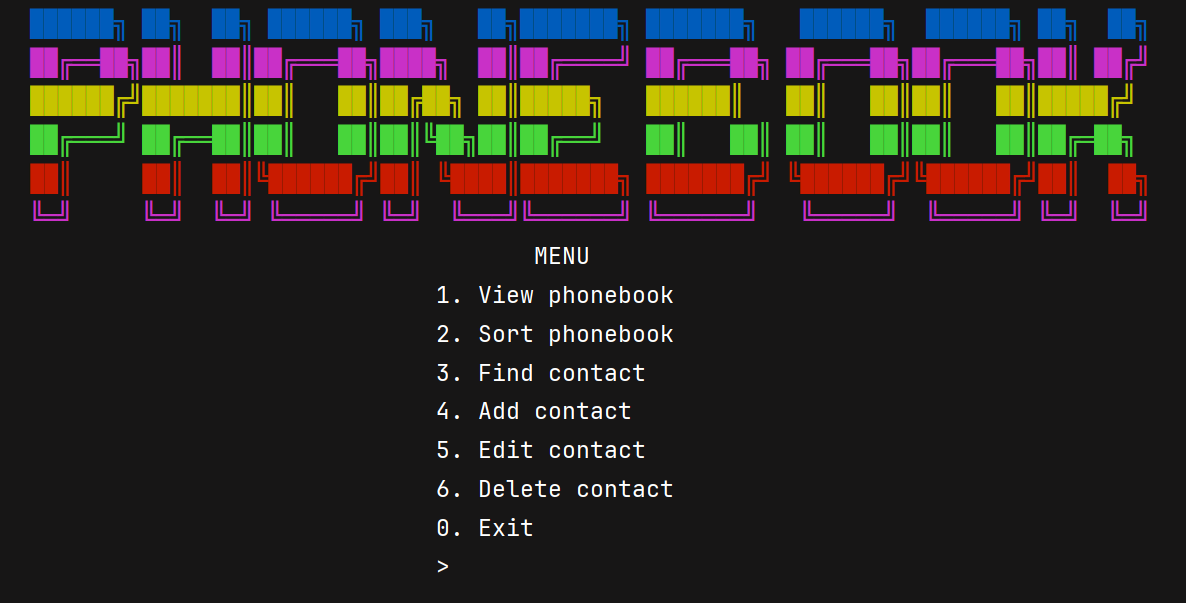 PHONEBOOK
MENU
1. View phonebook
2. Sort phonebook
3. Find contact
4. Add contact
5. Edit contact
6. Delete contact
0. Exit
>